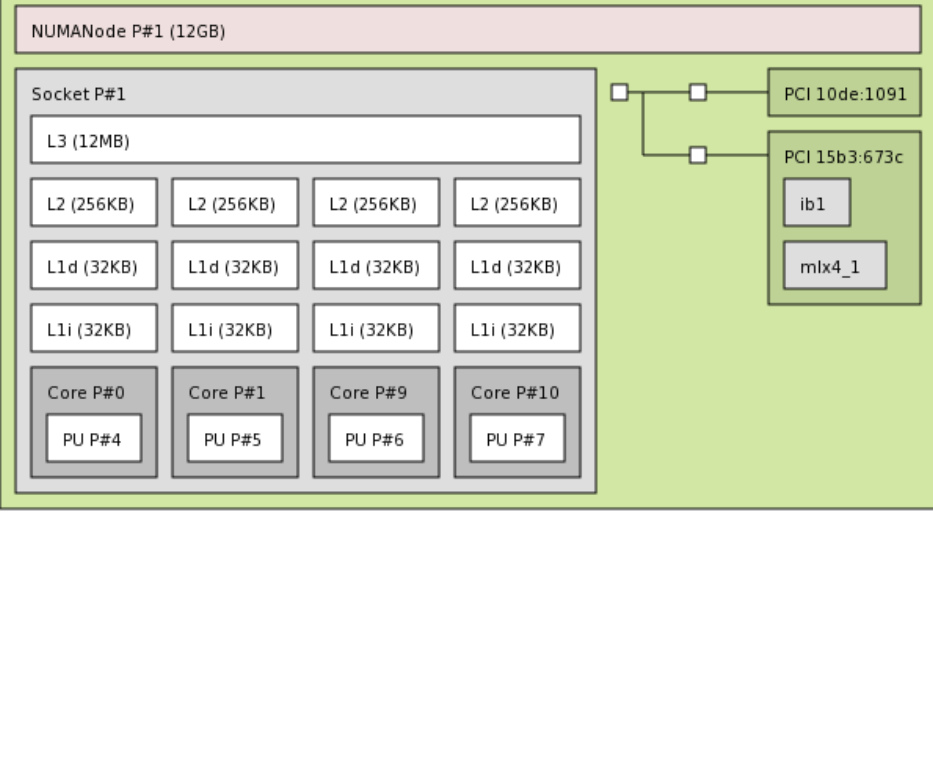 NUMANode P#1 (12GB)
Socket P#1
L3 (12MB)
L2 (256KB) L2 (256KB) L2 (256KB) L2 (256KB)
L1d (32KB) L1d (32KB) L1d (32KB) L1d (32KB)
L1i (32KB) L1i (32KB) L1i (32KB) L1i (32KB)
Core P#0 Core P#1 Core P#9 Core P#10
PU P#4 PU P#5 PU P#6 PU P#7
PCI 10de:1091
PCI 15b3:673c
ib1
mlx4_1